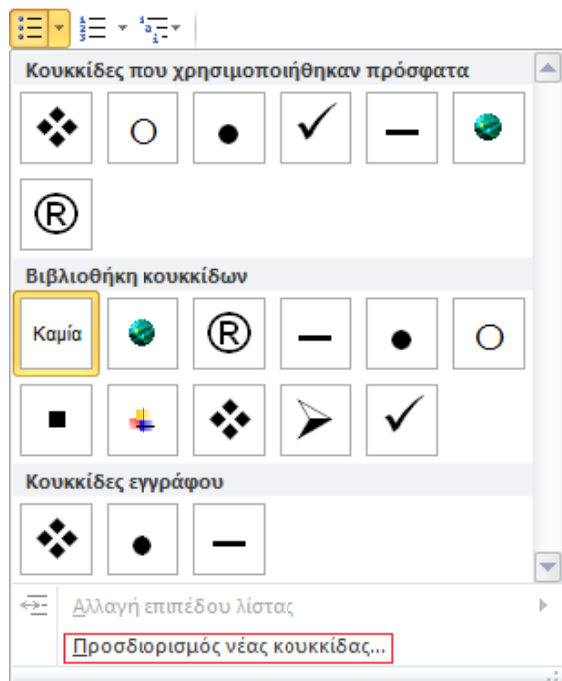 Κουκκίδες που χρησιμοποιήθηκαν πρόσφατα
®
Βιβλιοθήκη κουκκίδων
Καμία ®
Κουκκίδες εγγράφου
Αλλαγή επιπέδου λίστας
Προσδιορισμός νέας κουκκίδας...